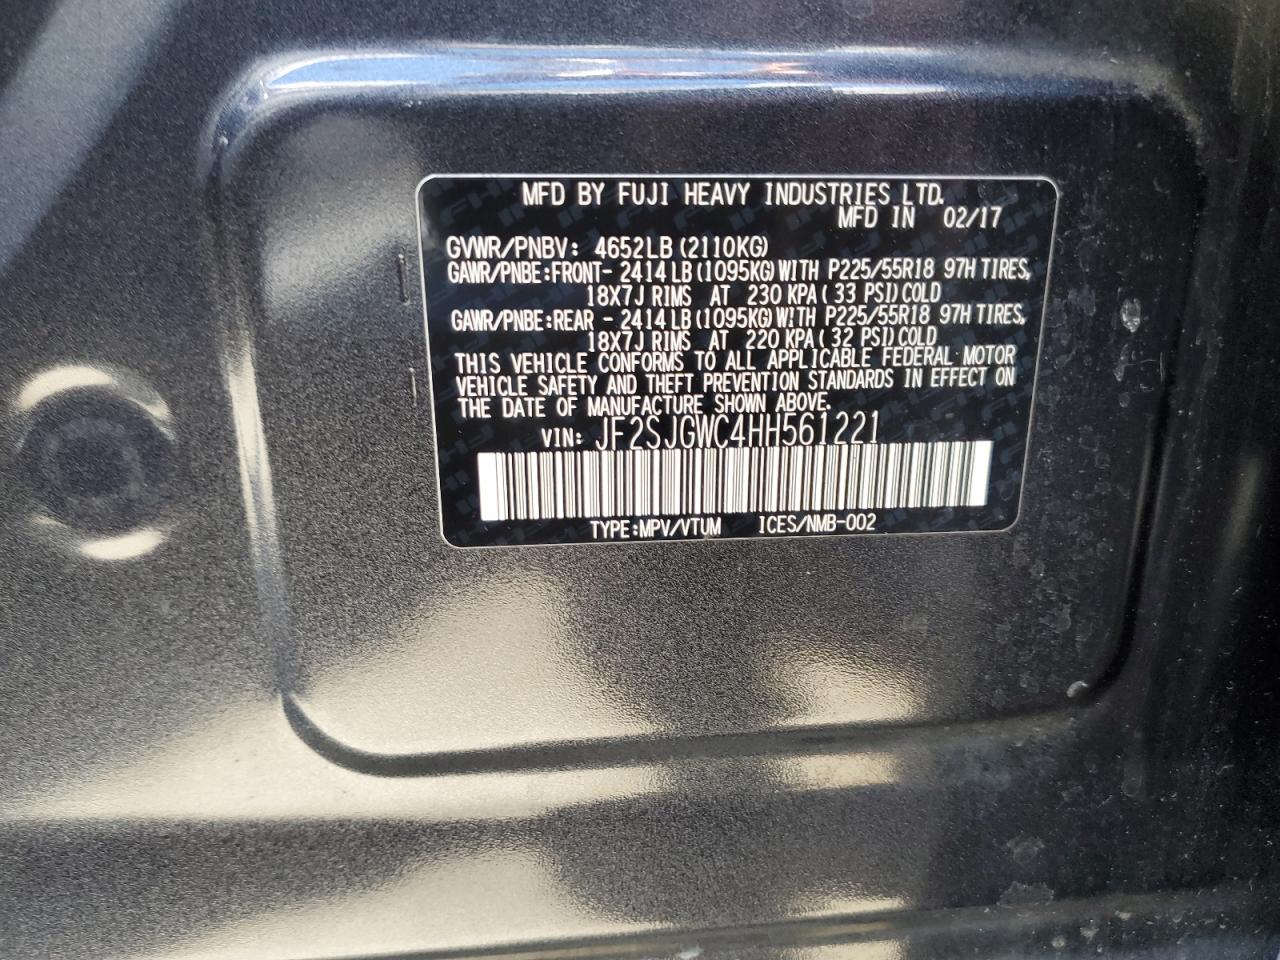 MFD BY FUJI HEAVY INDUSTRIES LTD.
MFD IN 02/17
GVWR/PNBV: 4652LB (2110KG)
GAWR/PNBE:FRONT- 2414LB (1095KG) WITH P225/55R18 97H TIRES,
18X7J RIMS AT 230 KPA (33 PSI) COLD
GAWR/PNBE:REAR - 2414LB (1095KG) WITH P225/55R18 97H TIRES,
18X7J RIMS AT 220 KPA (32 PSI) COLD
THIS VEHICLE CONFORMS TO ALL APPLICABLE FEDERAL MOTOR
VEHICLE SAFETY AND THEFT PREVENTION STANDARDS IN EFFECT ON
THE DATE OF MANUFACTURE SHOWN ABOVE.
VIN: JF2SJGWC4HH561221
TYPE:MPV/VTUM ICES/NMB-002